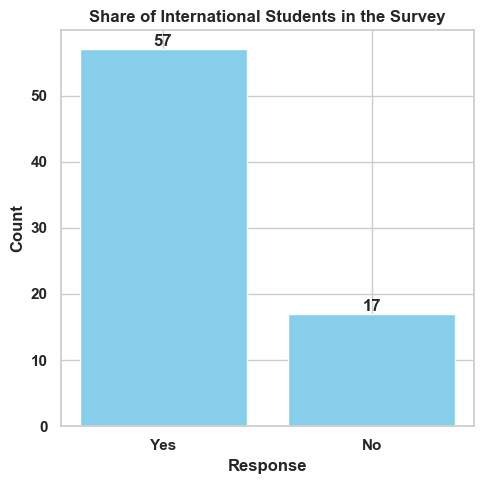 Share of International Students in the Survey
57
50
40
30
20
17
10
0
Count
Yes
No
Response